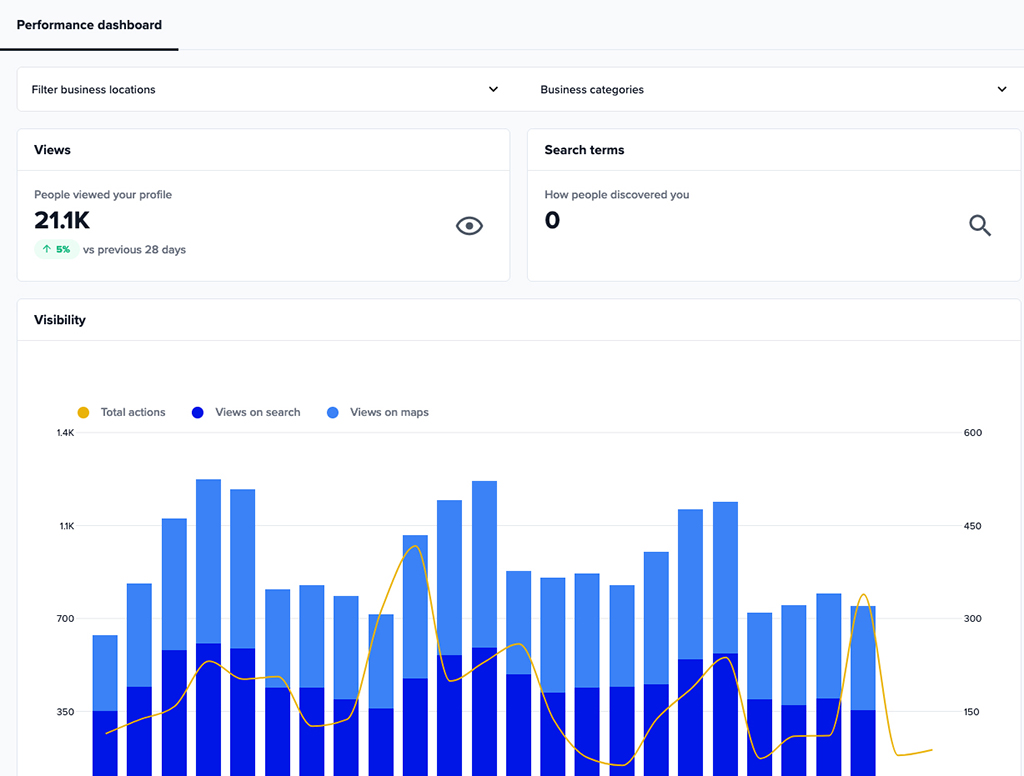 Performance dashboard
Filter business locations
Business categories
Views
People viewed your profile
21.1K
↑ 5% vs previous 28 days
Search terms
How people discovered you
0
Visibility
Total actions Views on search Views on maps
1.4K 600
1.1K 450
700 300
350 150